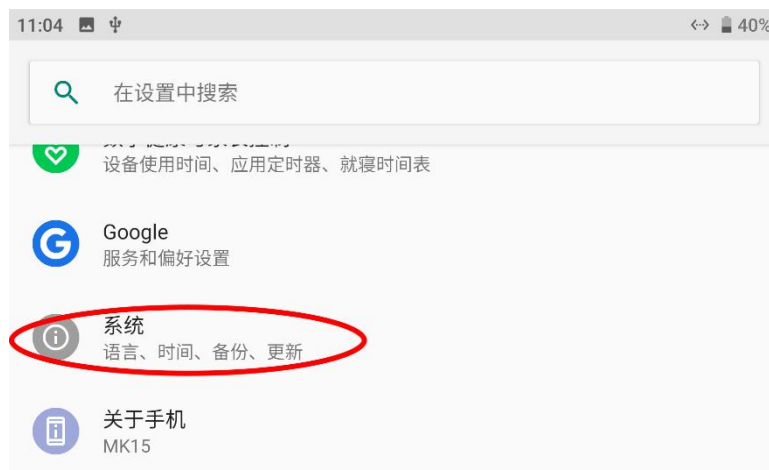 11:04
40%
在设置中搜索
设备使用时间、应用定时器、就寝时间表
Google
服务和偏好设置
系统
语言、时间、备份、更新
关于手机
MK15